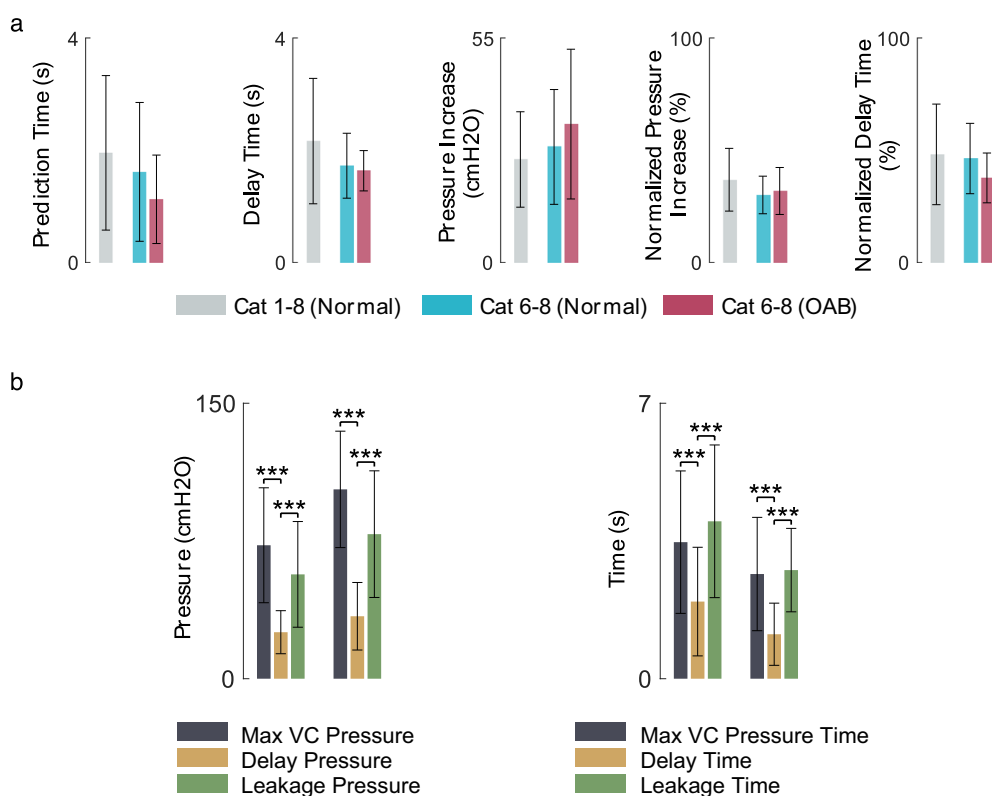 a
4
0
Prediction Time (s)
4
0
Delay Time (s)
55
0
Pressure Increase
(cmH2O)
100
0
Normalized Pressure
Increase (%)
100
0
Normalized Delay Time
(%)
Cat 1-8 (Normal)
Cat 6-8 (Normal)
Cat 6-8 (OAB)
b
150
0
Pressure (cmH2O)
***
***
***
***
7
0
Time (s)
***
***
***
***
Max VC Pressure
Delay Pressure
Leakage Pressure
Max VC Pressure Time
Delay Time
Leakage Time